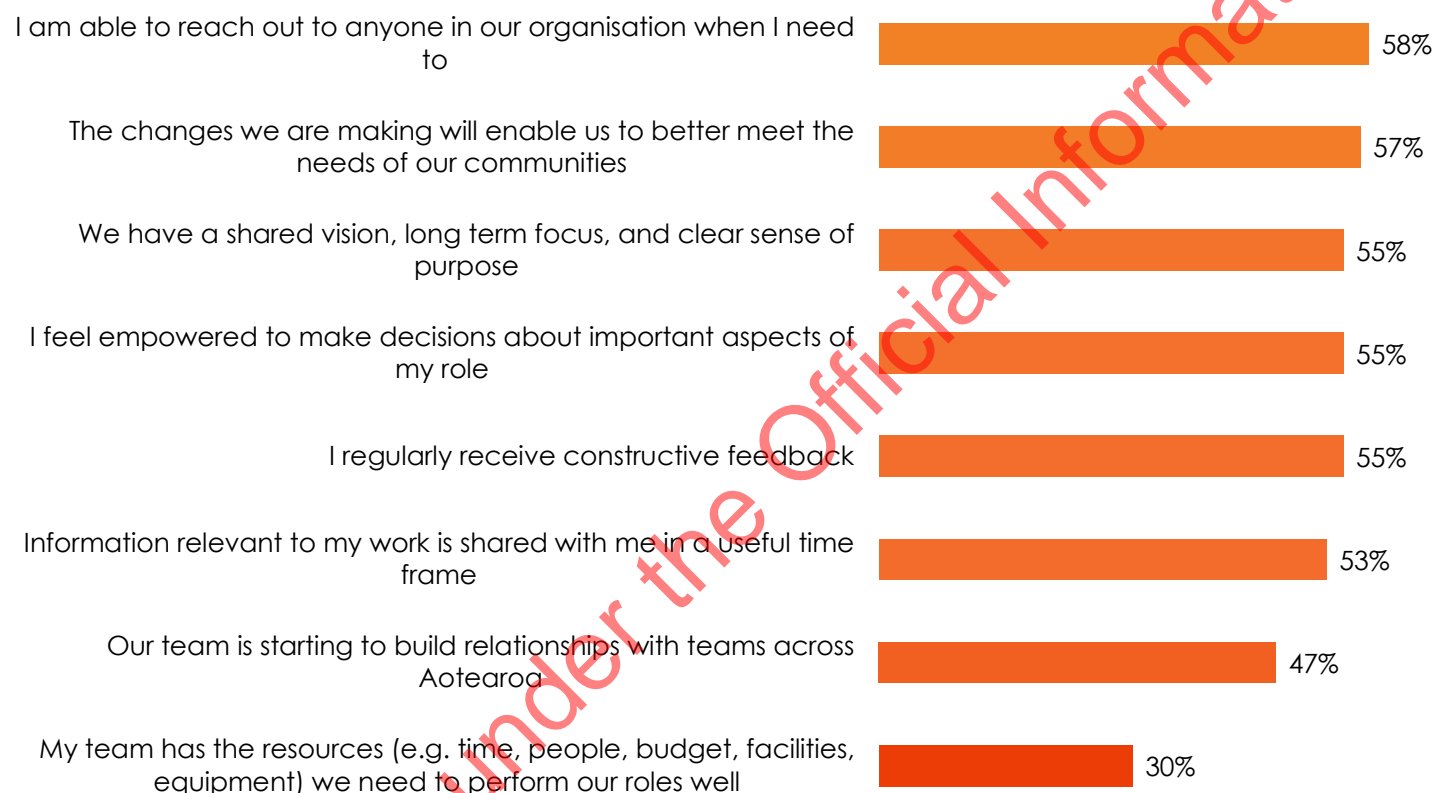 I am able to reach out to anyone in our organisation when I need
to
58%
The changes we are making will enable us to better meet the
needs of our communities
57%
We have a shared vision, long term focus, and clear sense of
purpose
55%
I feel empowered to make decisions about important aspects of
my role
55%
I regularly receive constructive feedback
55%
Information relevant to my work is shared with me in a useful time
frame
53%
Our team is starting to build relationships with teams across
Aotearoa
47%
My team has the resources (e.g. time, people, budget, facilities,
equipment) we need to perform our roles well
30%
under the Official